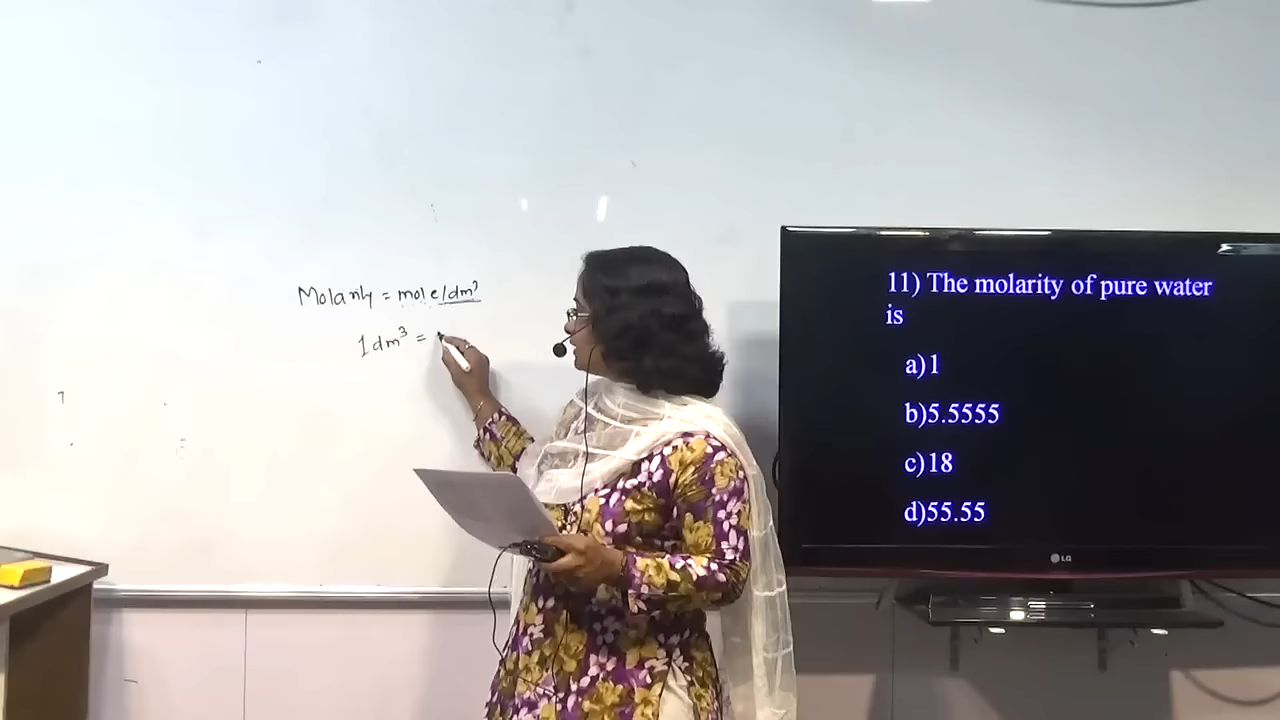 Molarity = mole/dm³
1dm³ =
11) The molarity of pure water
is
a)1
b)5.5555
c)18
d)55.55
LG